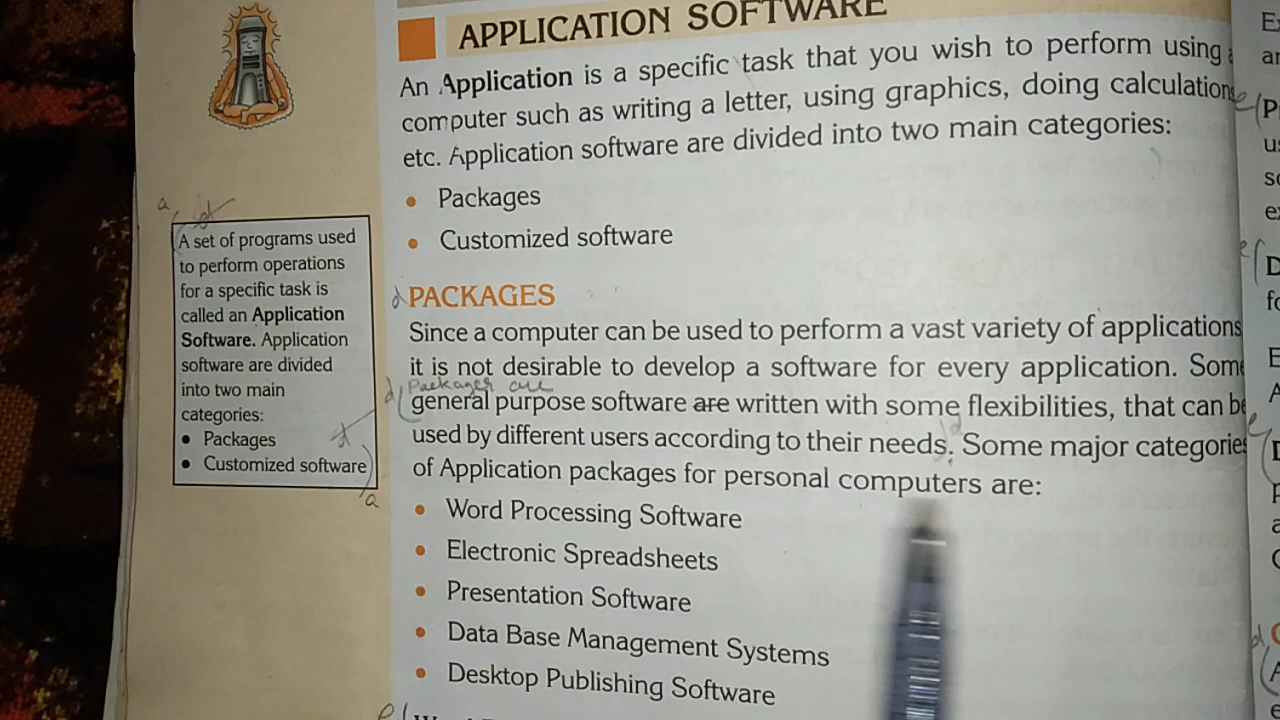 APPLICATION SOFTWARE
An Application is a specific task that you wish to perform using a
computer such as writing a letter, using graphics, doing calculations
etc. Application software are divided into two main categories:
• Packages
• Customized software
A set of programs used
to perform operations
for a specific task is
called an Application
Software. Application
software are divided
into two main
categories:
• Packages
• Customized software
PACKAGES
Since a computer can be used to perform a vast variety of applications
it is not desirable to develop a software for every application. Some
Packages are
general purpose software are written with some flexibilities, that can be
used by different users according to their needs. Some major categories
of Application packages for personal computers are:
• Word Processing Software
• Electronic Spreadsheets
• Presentation Software
• Data Base Management Systems
• Desktop Publishing Software